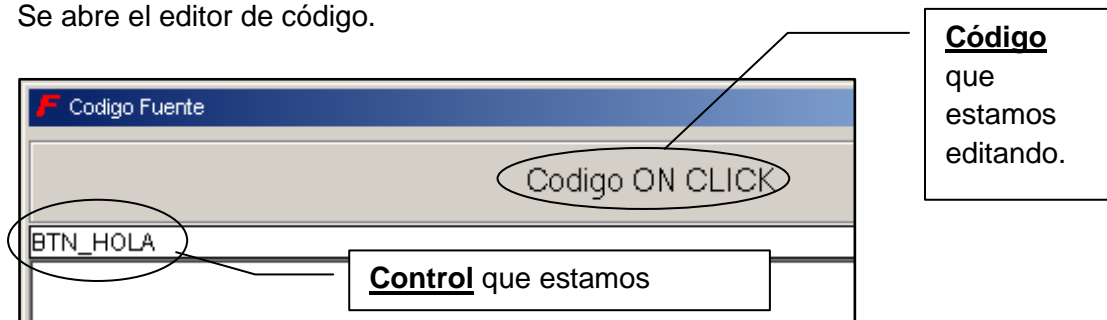 Se abre el editor de código.
Código
que
estamos
editando.
F Codigo Fuente
Codigo ON CLICK
BTN_HOLA
Control que estamos